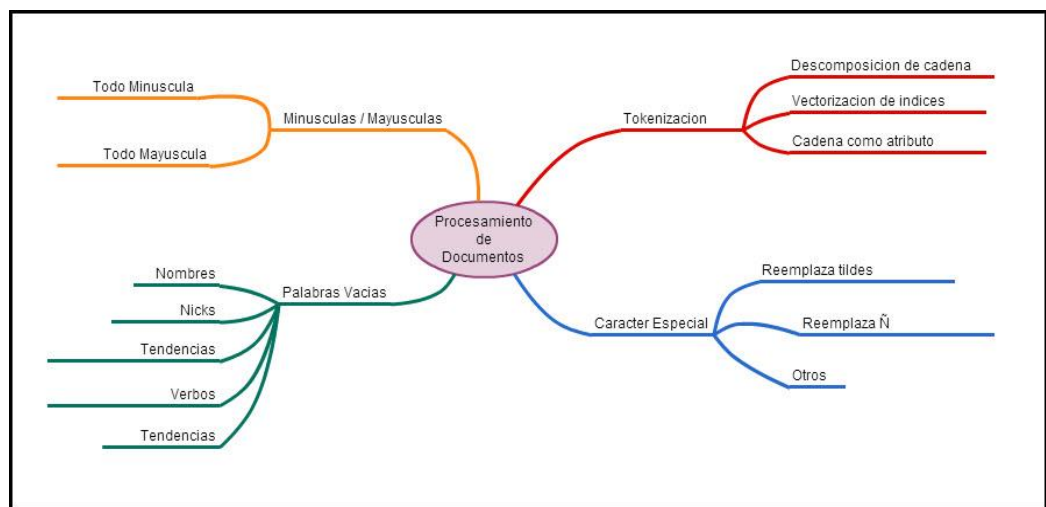 Todo Minuscula
Todo Mayuscula
Minusculas / Mayusculas
Tokenizacion
Descomposicion de cadena
Vectorizacion de indices
Cadena como atributo
Procesamiento
de
Documentos
Palabras Vacias
Nombres
Nicks
Tendencias
Verbos
Tendencias
Caracter Especial
Reemplaza tildes
Reemplaza Ñ
Otros